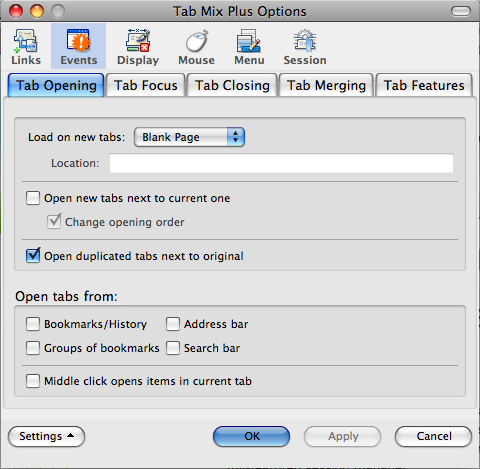 Tab Mix Plus Options
Links Events Display Mouse Menu Session
Tab Opening Tab Focus Tab Closing Tab Merging Tab Features
Load on new tabs: Blank Page
Location:
Open new tabs next to current one
Change opening order
Open duplicated tabs next to original
Open tabs from:
Bookmarks/History Address bar
Groups of bookmarks Search bar
Middle click opens items in current tab
Settings OK Apply Cancel